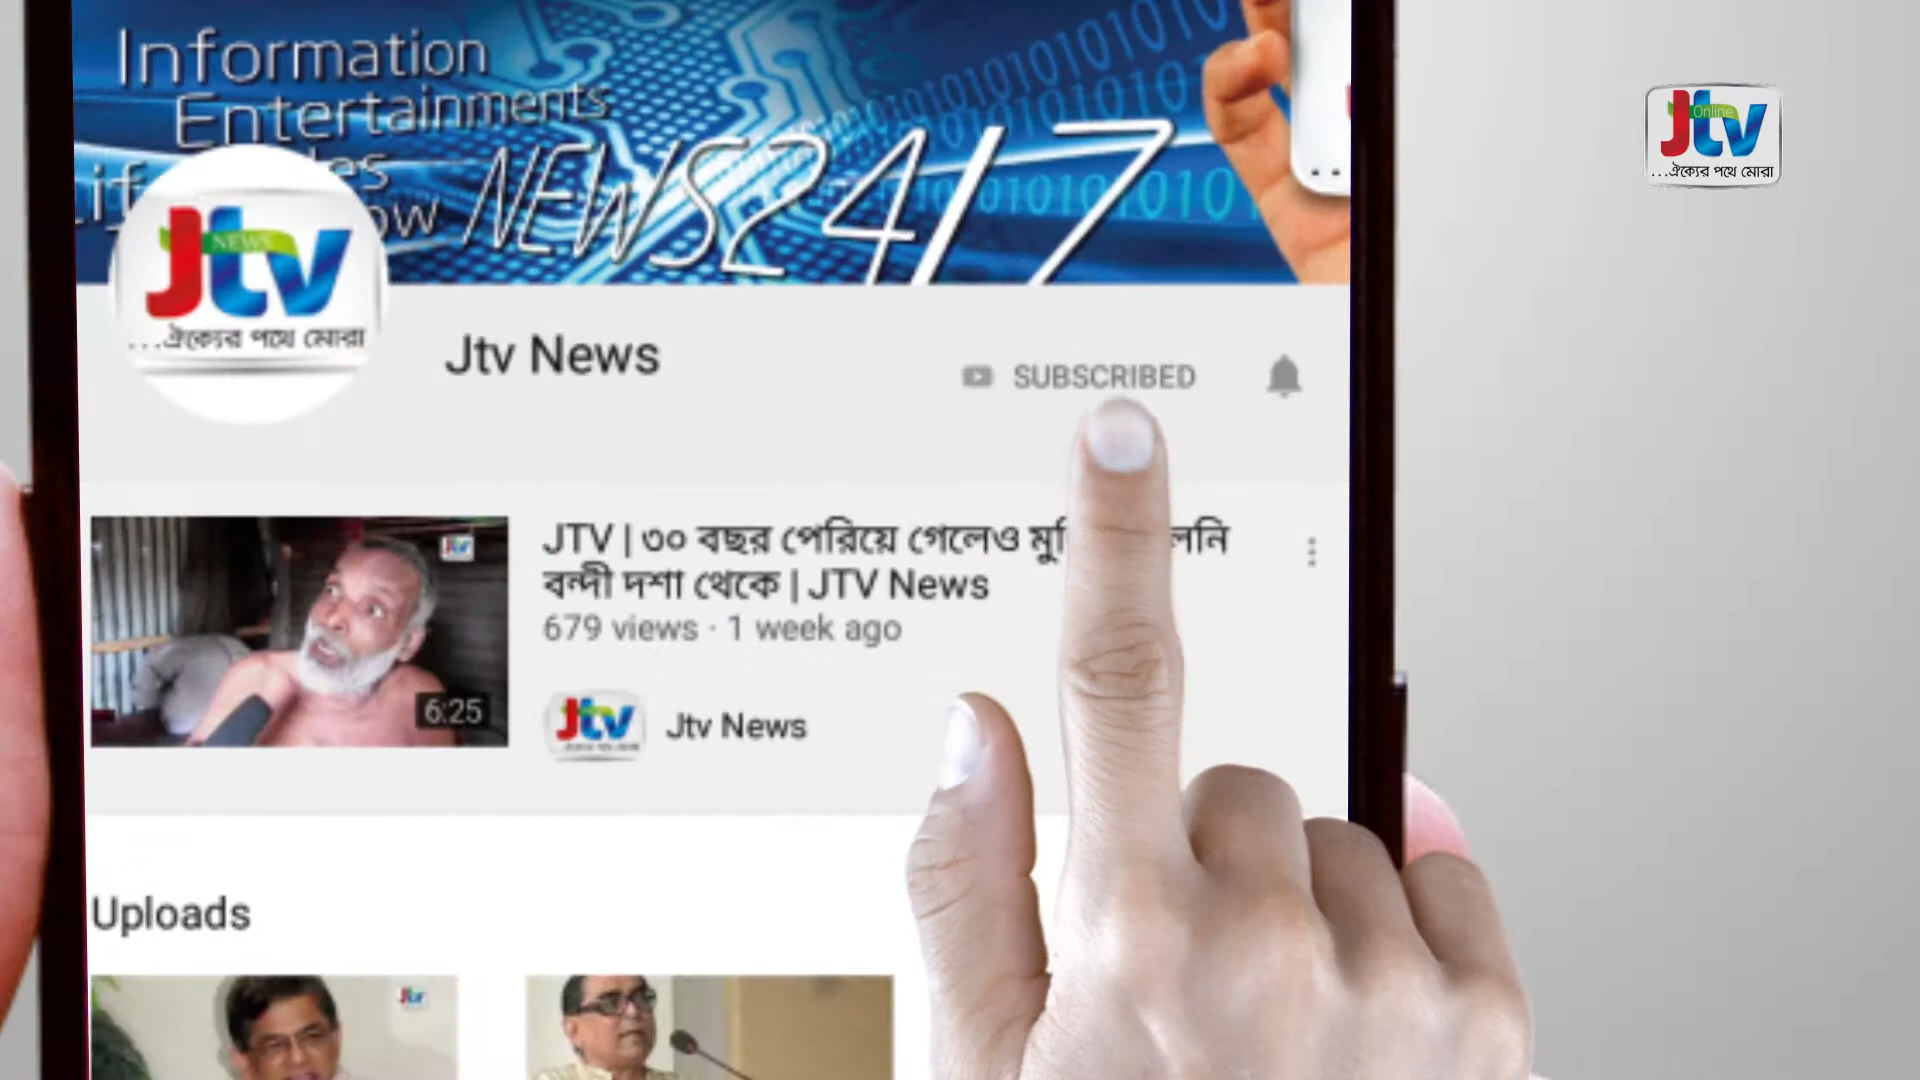 Information
Entertainments
NEWS24/7
NEWS
Jtv
...ঐক্যের পথে মোরা
Online
Jtv
...ঐক্যের পথে মোরা
Jtv News
SUBSCRIBED
JTV | ৩০ বছর পেরিয়ে গেলেও
বন্দী দশা থেকে | JTV News
679 views · 1 week ago
6:25
Jtv
Jtv News
Uploads